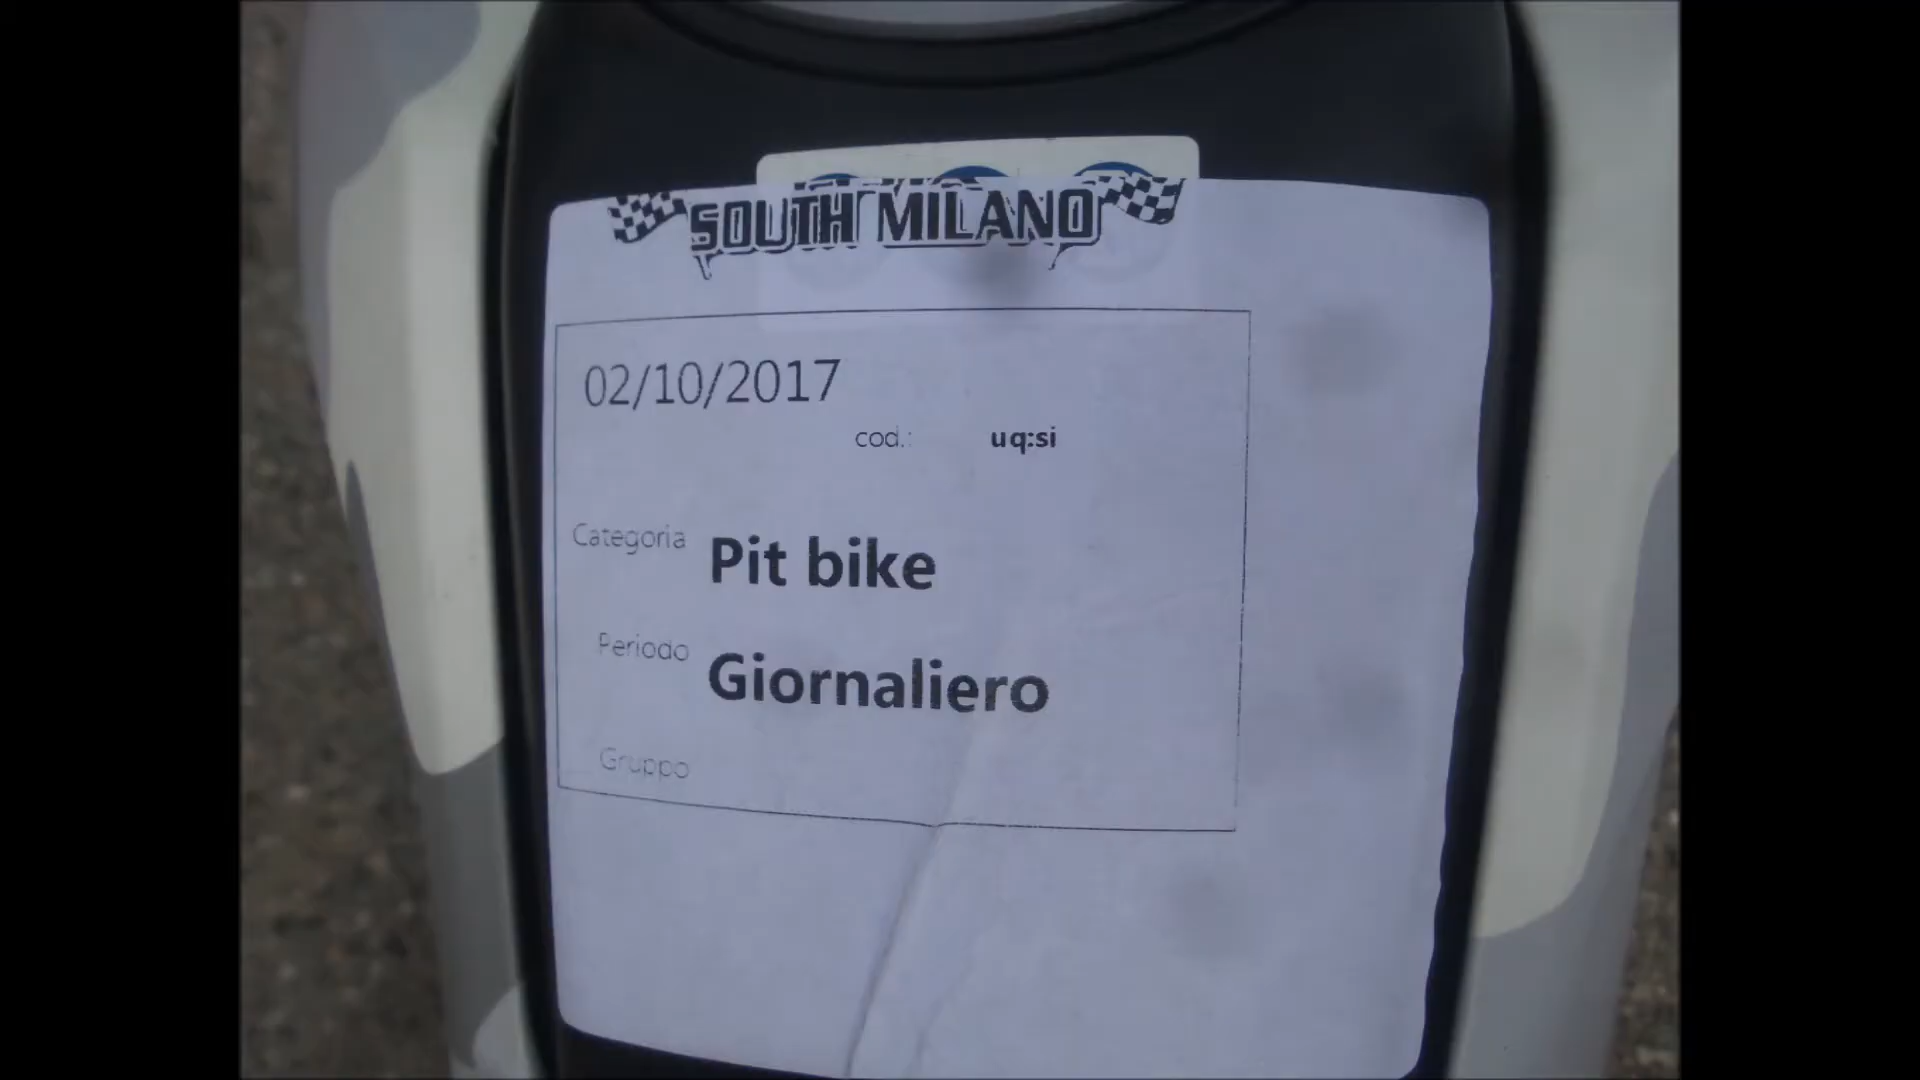 SOUTH MILANO
02/10/2017
cod.: uq:si
Categoria Pit bike
Periodo Giornaliero
Gruppo